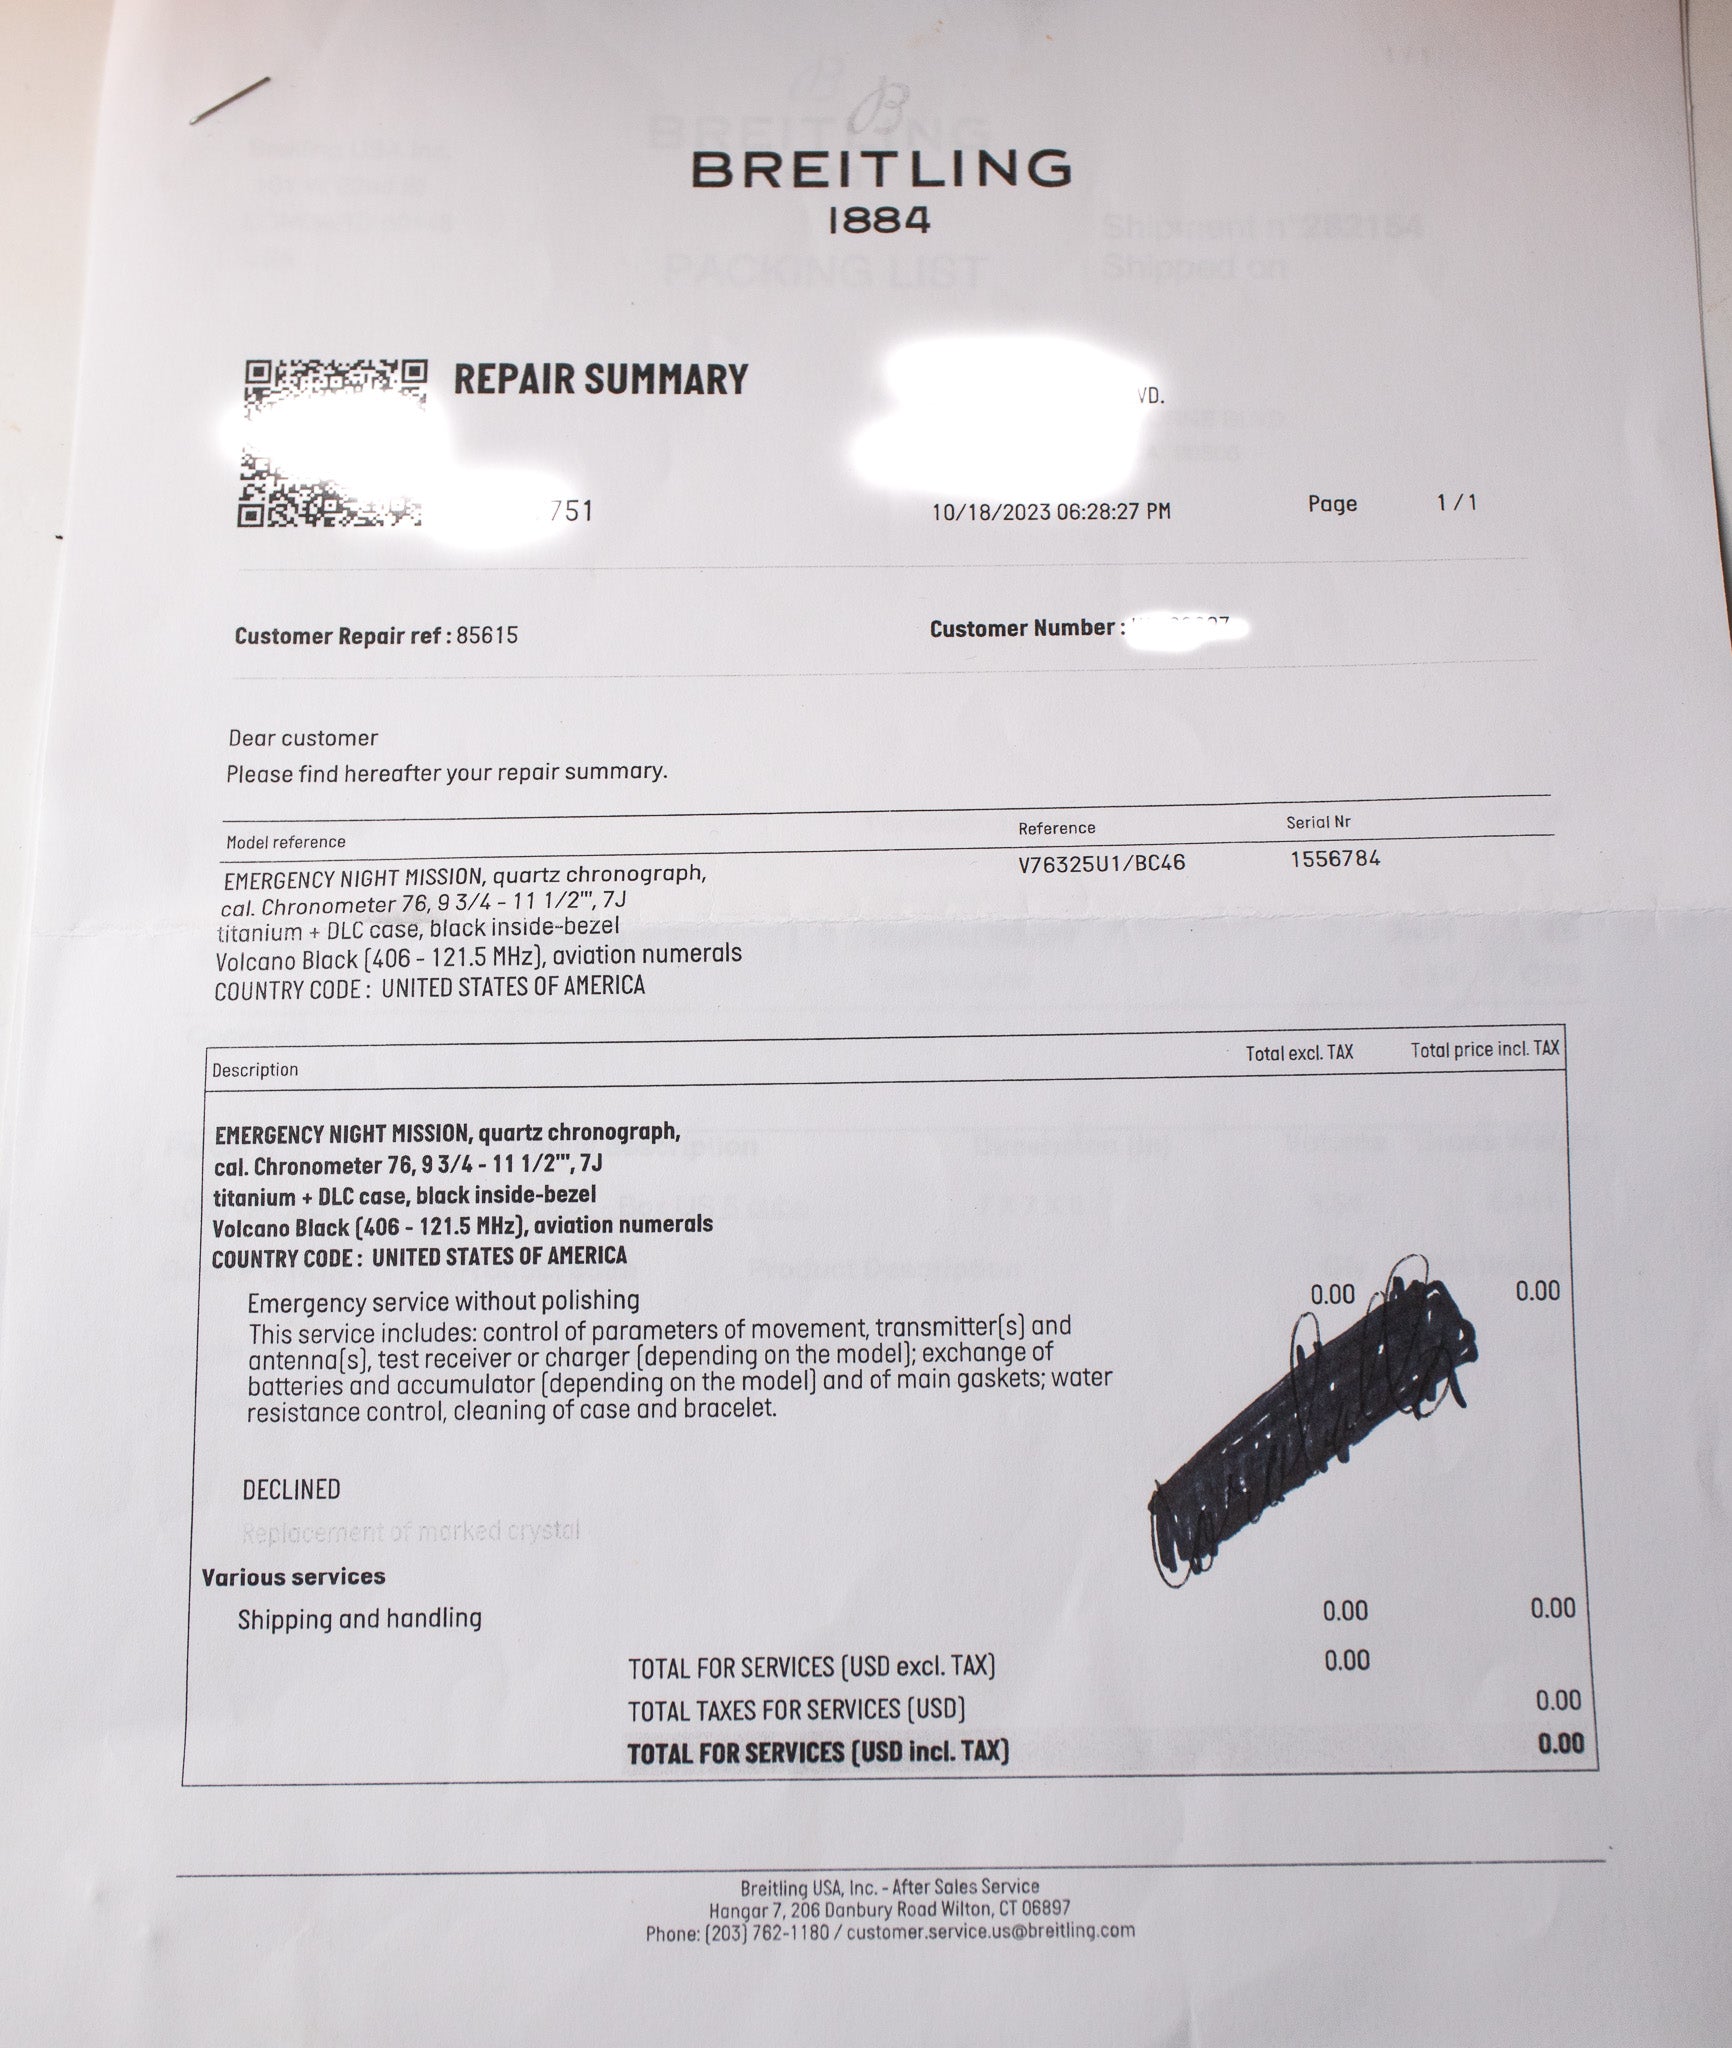 BREITLING
1884
PACKING LIST
Shipment n°283154
Shipped on
REPAIR SUMMARY
VD.
751
10/18/2023 06:28:27 PM
Page 1 / 1
Customer Repair ref : 85615
Customer Number :
Dear customer
Please find hereafter your repair summary.
Model reference Reference Serial Nr
EMERGENCY NIGHT MISSION, quartz chronograph, V76325U1/BC46 1556784
cal. Chronometer 76, 9 3/4 - 11 1/2''', 7J
titanium + DLC case, black inside-bezel
Volcano Black (406 - 121.5 MHz), aviation numerals
COUNTRY CODE : UNITED STATES OF AMERICA
Description Total excl. TAX Total price incl. TAX
EMERGENCY NIGHT MISSION, quartz chronograph,
cal. Chronometer 76, 9 3/4 - 11 1/2''', 7J
titanium + DLC case, black inside-bezel
Volcano Black (406 - 121.5 MHz), aviation numerals
COUNTRY CODE : UNITED STATES OF AMERICA
Emergency service without polishing 0.00 0.00
This service includes: control of parameters of movement, transmitter(s) and
antenna(s), test receiver or charger (depending on the model); exchange of
batteries and accumulator (depending on the model) and of main gaskets; water
resistance control, cleaning of case and bracelet.
DECLINED
Replacement of marked crystal
Various services
Shipping and handling 0.00 0.00
TOTAL FOR SERVICES (USD excl. TAX) 0.00
TOTAL TAXES FOR SERVICES (USD) 0.00
TOTAL FOR SERVICES (USD incl. TAX) 0.00
Breitling USA, Inc. - After Sales Service
Hangar 7, 206 Danbury Road Wilton, CT 06897
Phone: (203) 762-1180 / customer.service.us@breitling.com